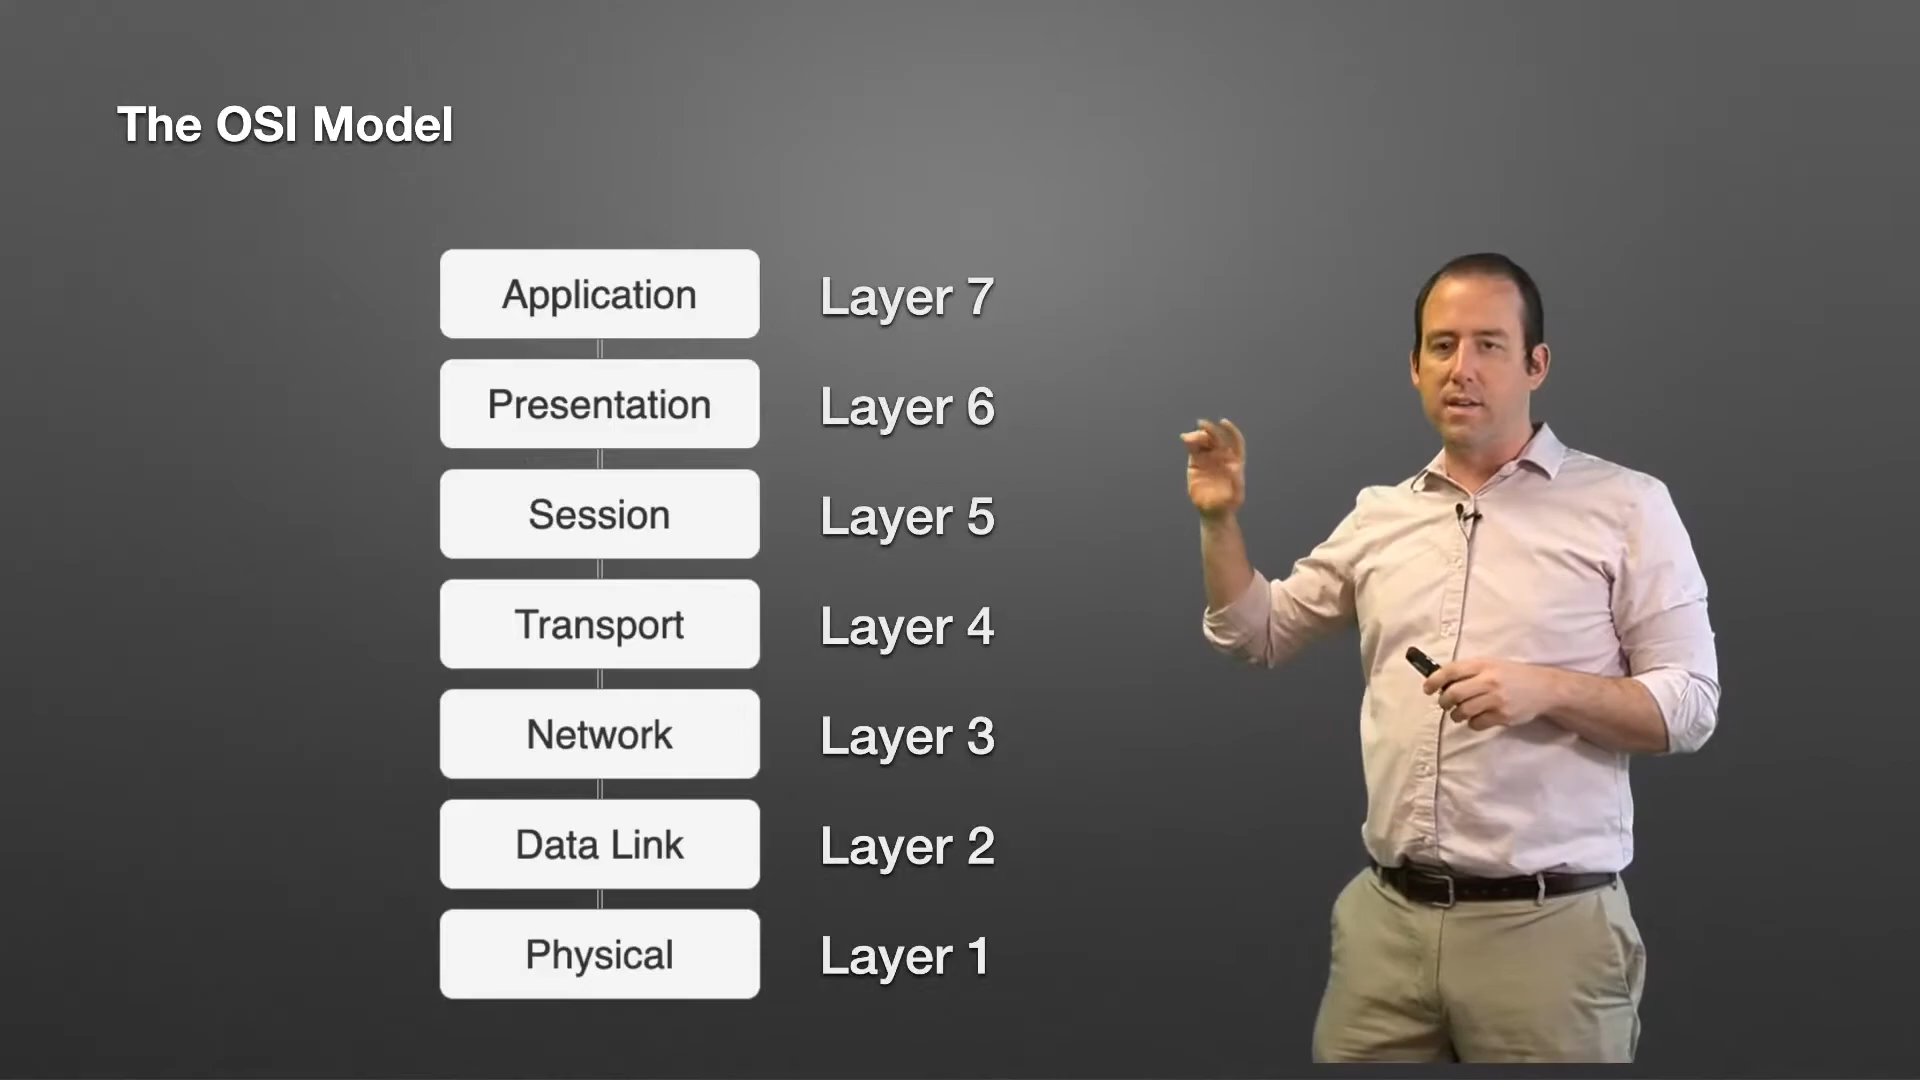 The OSI Model
Application Layer 7
Presentation Layer 6
Session Layer 5
Transport Layer 4
Network Layer 3
Data Link Layer 2
Physical Layer 1